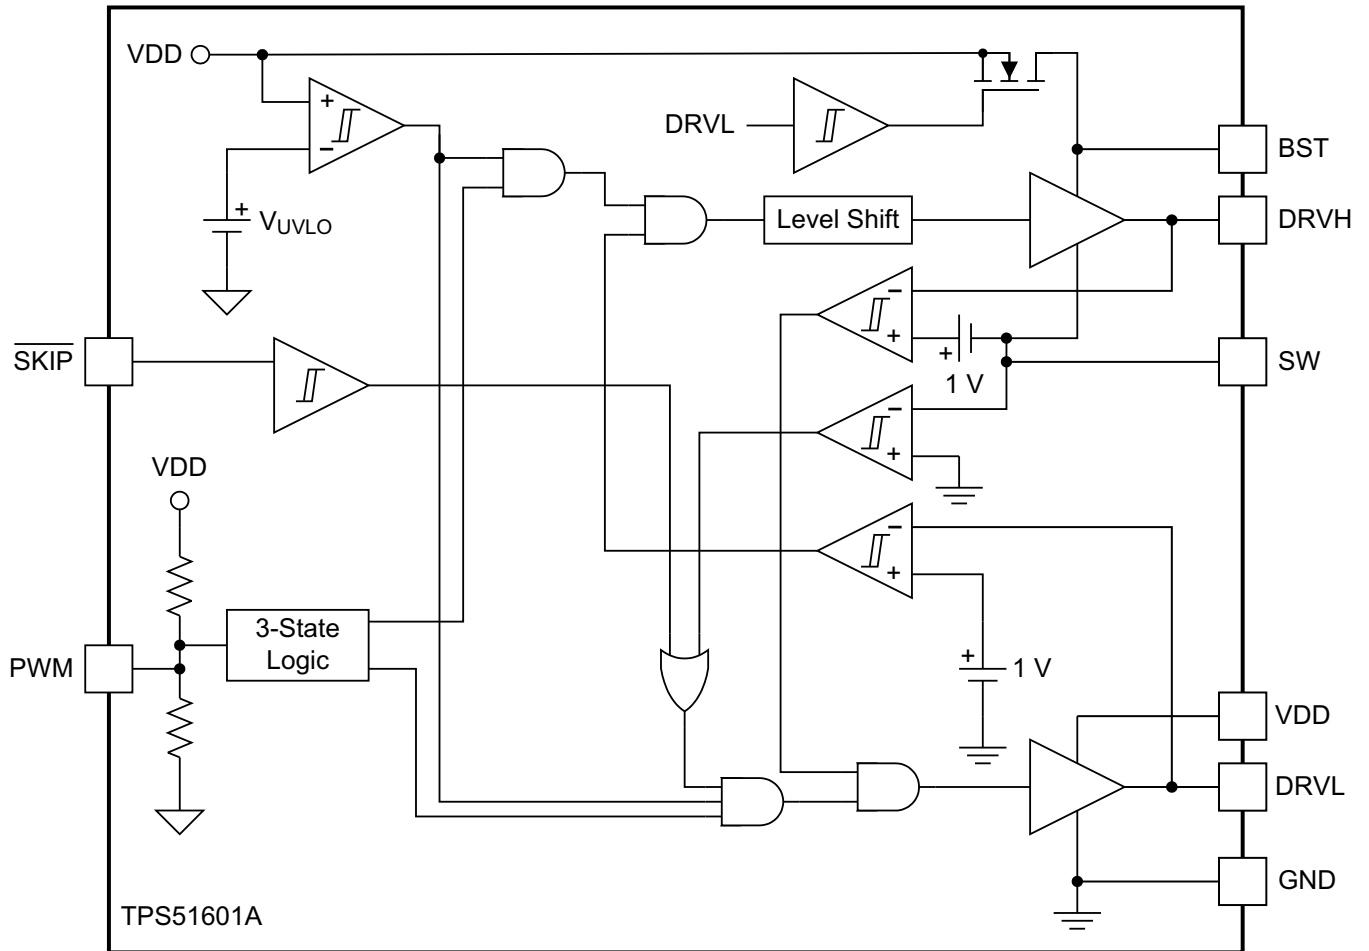 VDD
+
−
DRVL
BST
V_UVLO
+
Level Shift
DRVH
−
+
+
1 V
SKIP
SW
−
+
VDD
−
+
3-State
Logic
PWM
+
1 V
VDD
DRVL
GND
TPS51601A